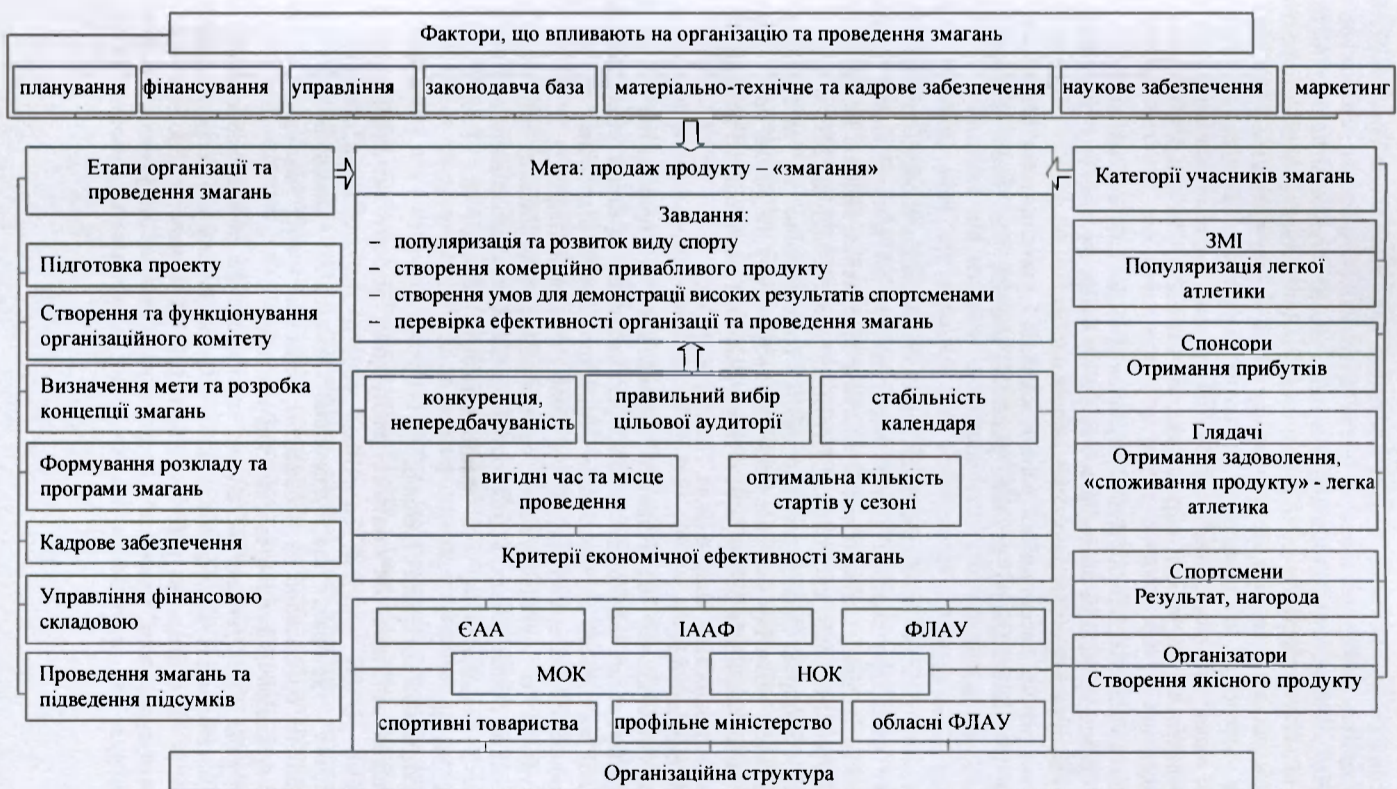 Фактори, що впливають на організацію та проведення змагань
планування
фінансування
управління
законодавча база
матеріально-технічне та кадрове забезпечення
наукове забезпечення
маркетинг
Етапи організації та
проведення змагань
Підготовка проекту
Створення та функціонування
організаційного комітету
Визначення мети та розробка
концепції змагань
Формування розкладу та
програми змагань
Кадрове забезпечення
Управління фінансовою
складовою
Проведення змагань та
підведення підсумків
Мета: продаж продукту – «змагання»
Завдання:
– популяризація та розвиток виду спорту
– створення комерційно привабливого продукту
– створення умов для демонстрації високих результатів спортсменами
– перевірка ефективності організації та проведення змагань
конкуренція,
непередбачуваність
правильний вибір
цільової аудиторії
стабільність
календаря
вигідні час та місце
проведення
оптимальна кількість
стартів у сезоні
Критерії економічної ефективності змагань
ЄАА
ІААФ
ФЛАУ
МОК
НОК
спортивні товариства
профільне міністерство
обласні ФЛАУ
Організаційна структура
Категорії учасників змагань
ЗМІ
Популяризація легкої
атлетики
Спонсори
Отримання прибутків
Глядачі
Отримання задоволення,
«споживання продукту» - легка
атлетика
Спортсмени
Результат, нагорода
Організатори
Створення якісного продукту